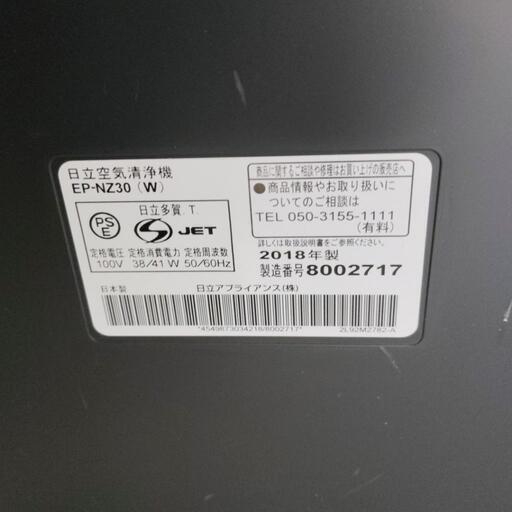 日立空気清浄機
EP-NZ30 (W)
PS
E
日立多賀.T.
S JET
定格電圧 定格消費電力 定格周波数
100V 38/41W 50/60Hz
商品に関するご相談や修理はお買い上げの販売店へ
●商品情報やお取り扱いに
ついてのご相談は
TEL 050-3155-1111
(有料)
詳しくは取扱説明書をご参照ください。
2018年製
製造番号8002717
日本製
日立アプライアンス(株)
*4549873034218/8002717*
2L92M2782-A